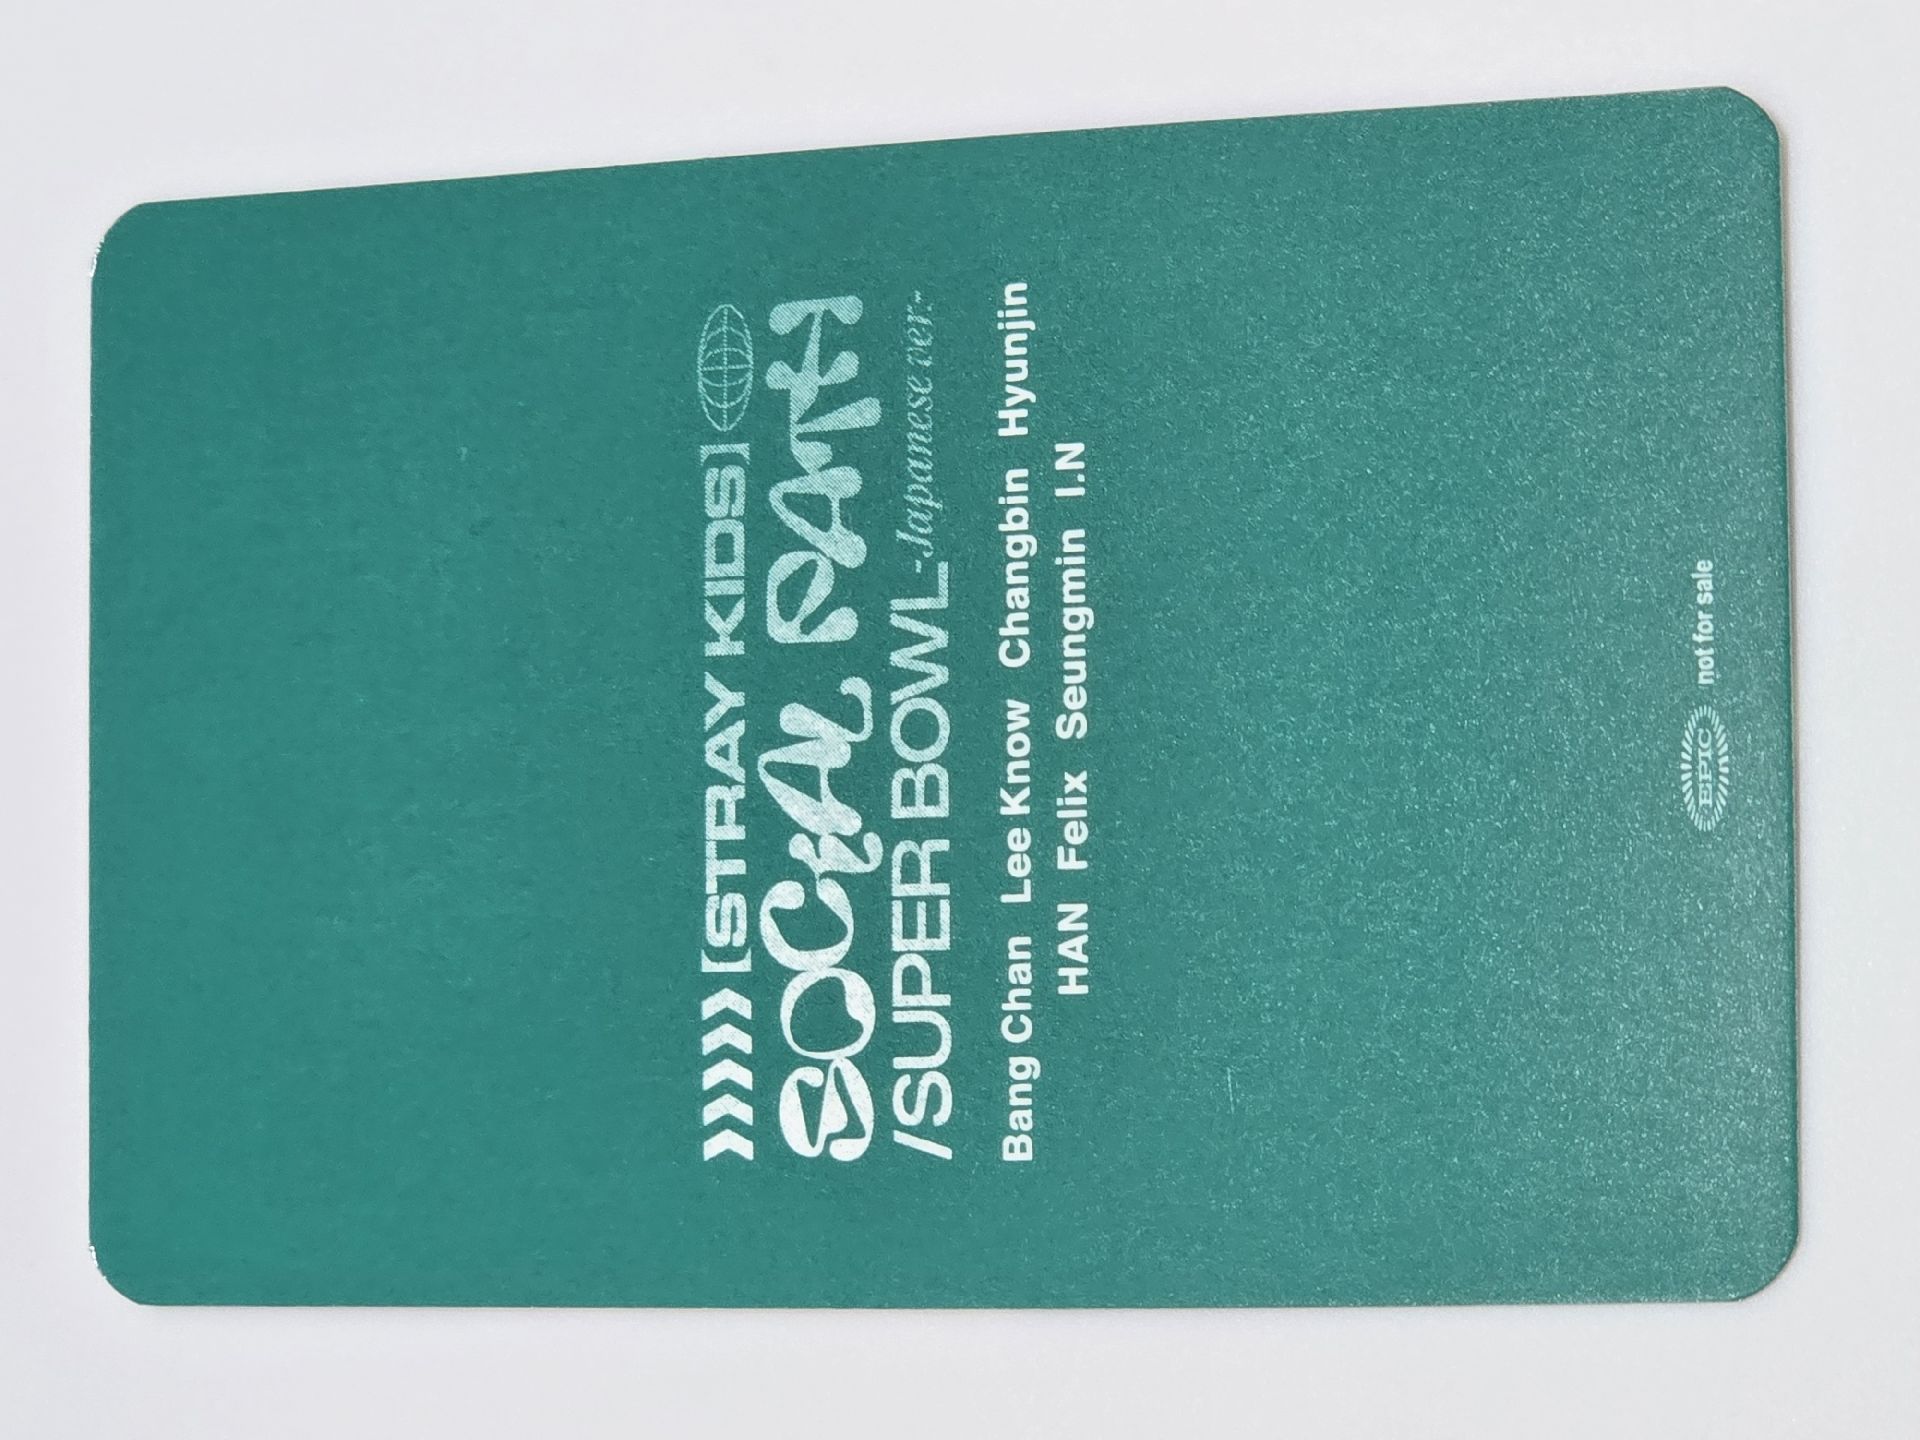 [STRAY KIDS]
SOCIAL PATH
/SUPER BOWL -Japanese ver.-
Bang Chan Lee Know Changbin Hyunjin
HAN Felix Seungmin I.N
EPIC not for sale